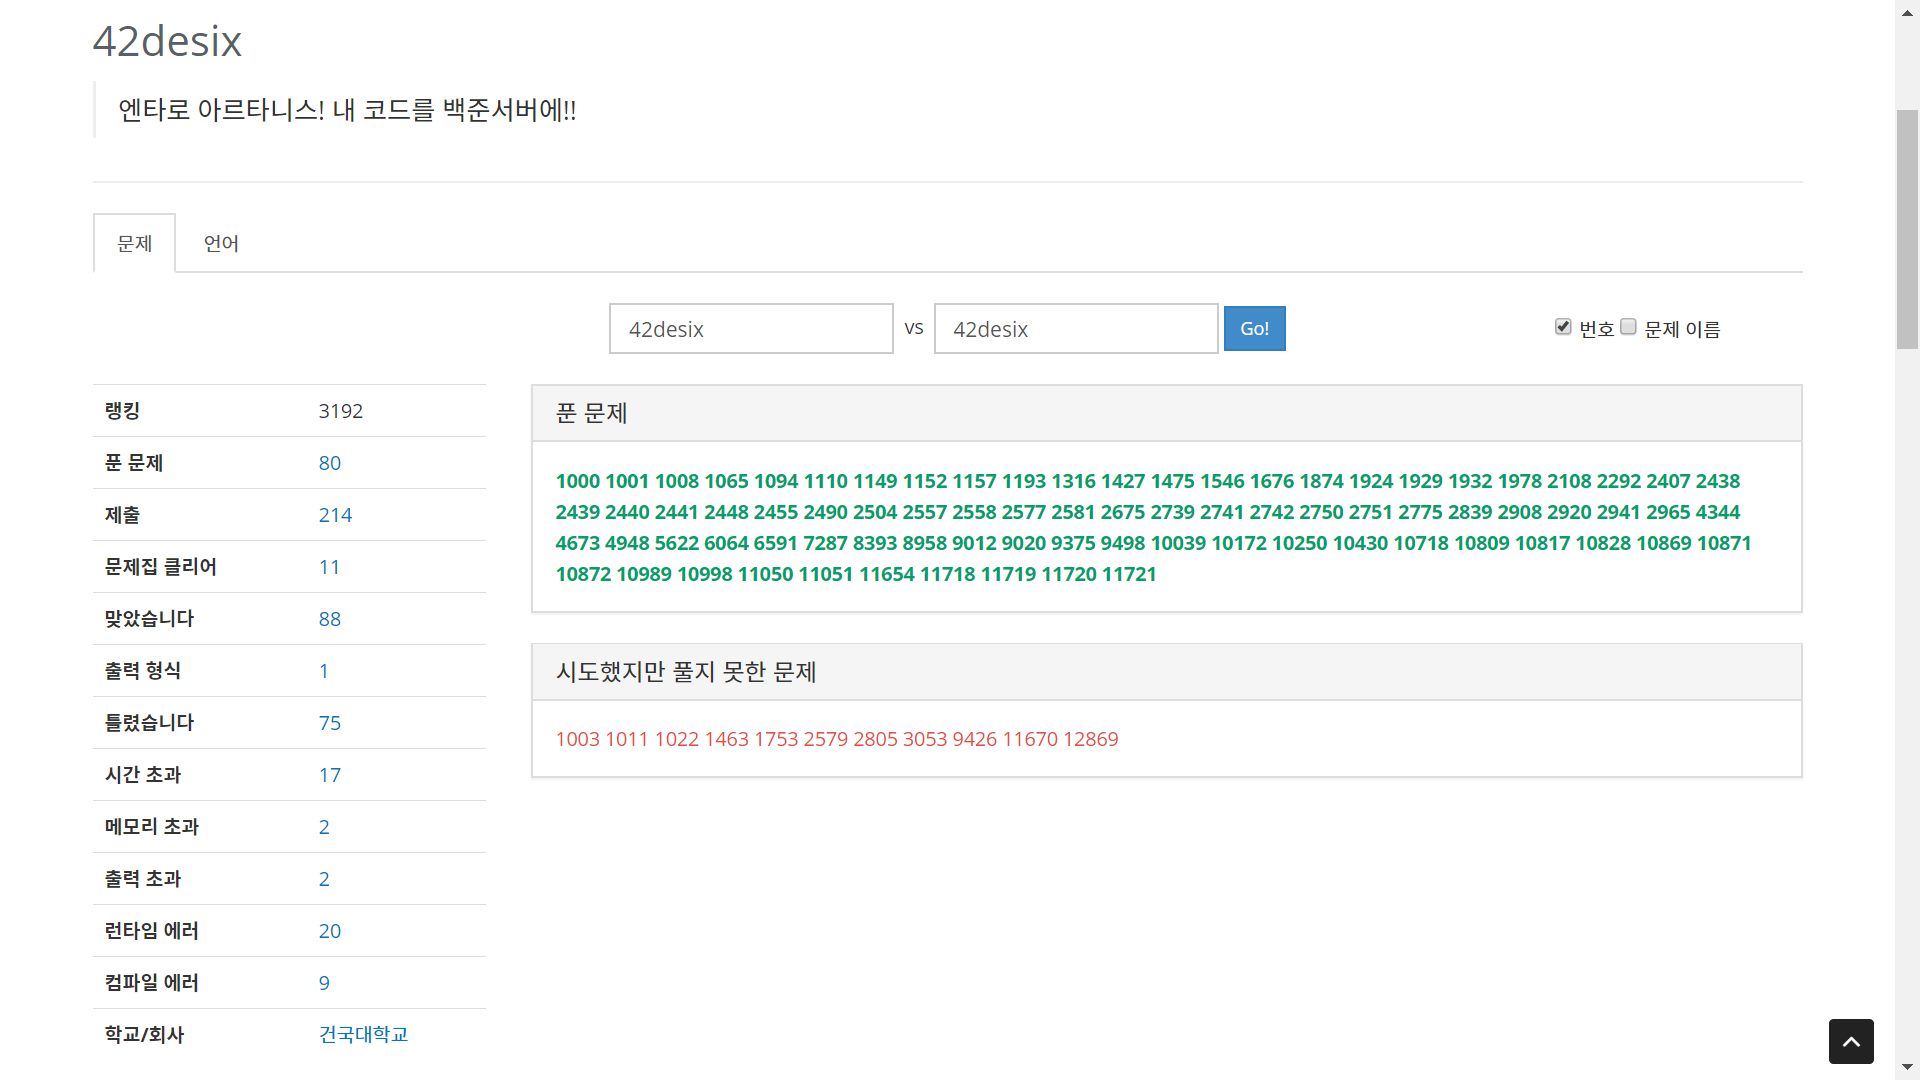 42desix
엔타로 아르타니스! 내 코드를 백준서버에!!
문제 언어
42desix vs 42desix Go! 번호 문제 이름
랭킹 3192
푼 문제 80
제출 214
문제집 클리어 11
맞았습니다 88
출력 형식 1
틀렸습니다 75
시간 초과 17
메모리 초과 2
출력 초과 2
런타임 에러 20
컴파일 에러 9
학교/회사 건국대학교
푼 문제
1000 1001 1008 1065 1094 1110 1149 1152 1157 1193 1316 1427 1475 1546 1676 1874 1924 1929 1932 1978 2108 2292 2407 2438
2439 2440 2441 2448 2455 2490 2504 2557 2558 2577 2581 2675 2739 2741 2742 2750 2751 2775 2839 2908 2920 2941 2965 4344
4673 4948 5622 6064 6591 7287 8393 8958 9012 9020 9375 9498 10039 10172 10250 10430 10718 10809 10817 10828 10869 10871
10872 10989 10998 11050 11051 11654 11718 11719 11720 11721
시도했지만 풀지 못한 문제
1003 1011 1022 1463 1753 2579 2805 3053 9426 11670 12869